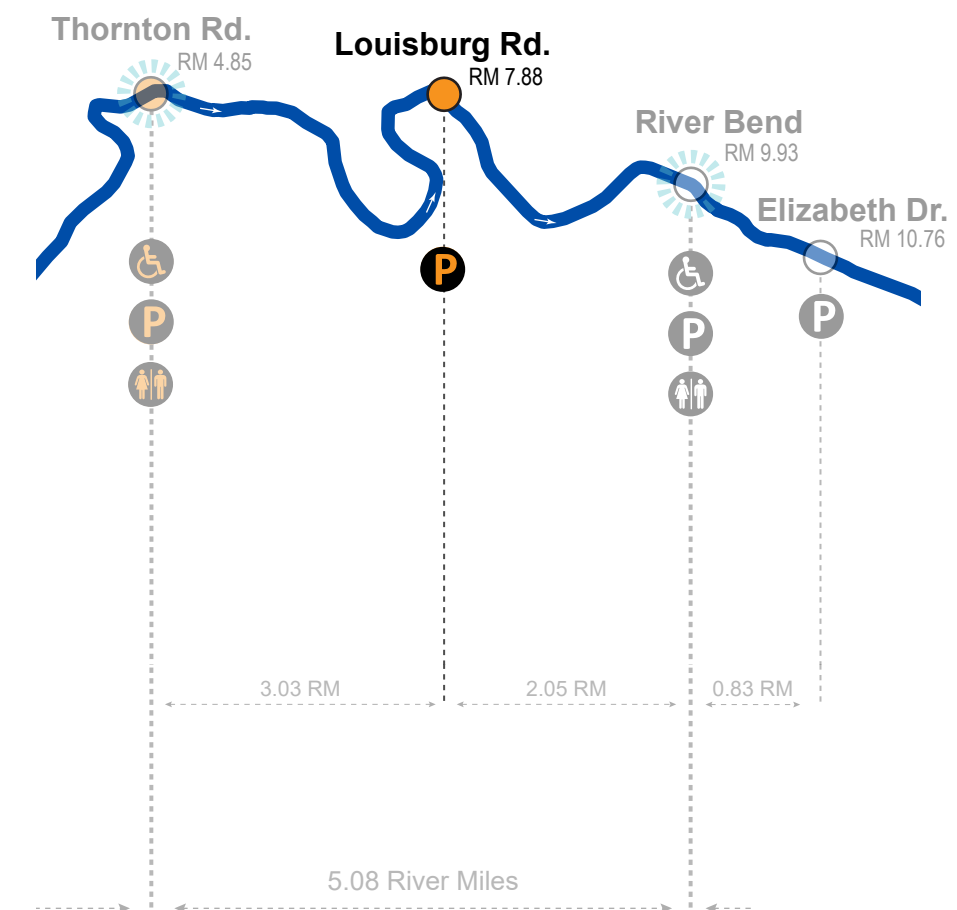 Thornton Rd.
RM 4.85
Louisburg Rd.
RM 7.88
River Bend
RM 9.93
Elizabeth Dr.
RM 10.76
P
P
P
P
3.03 RM
2.05 RM
0.83 RM
5.08 River Miles